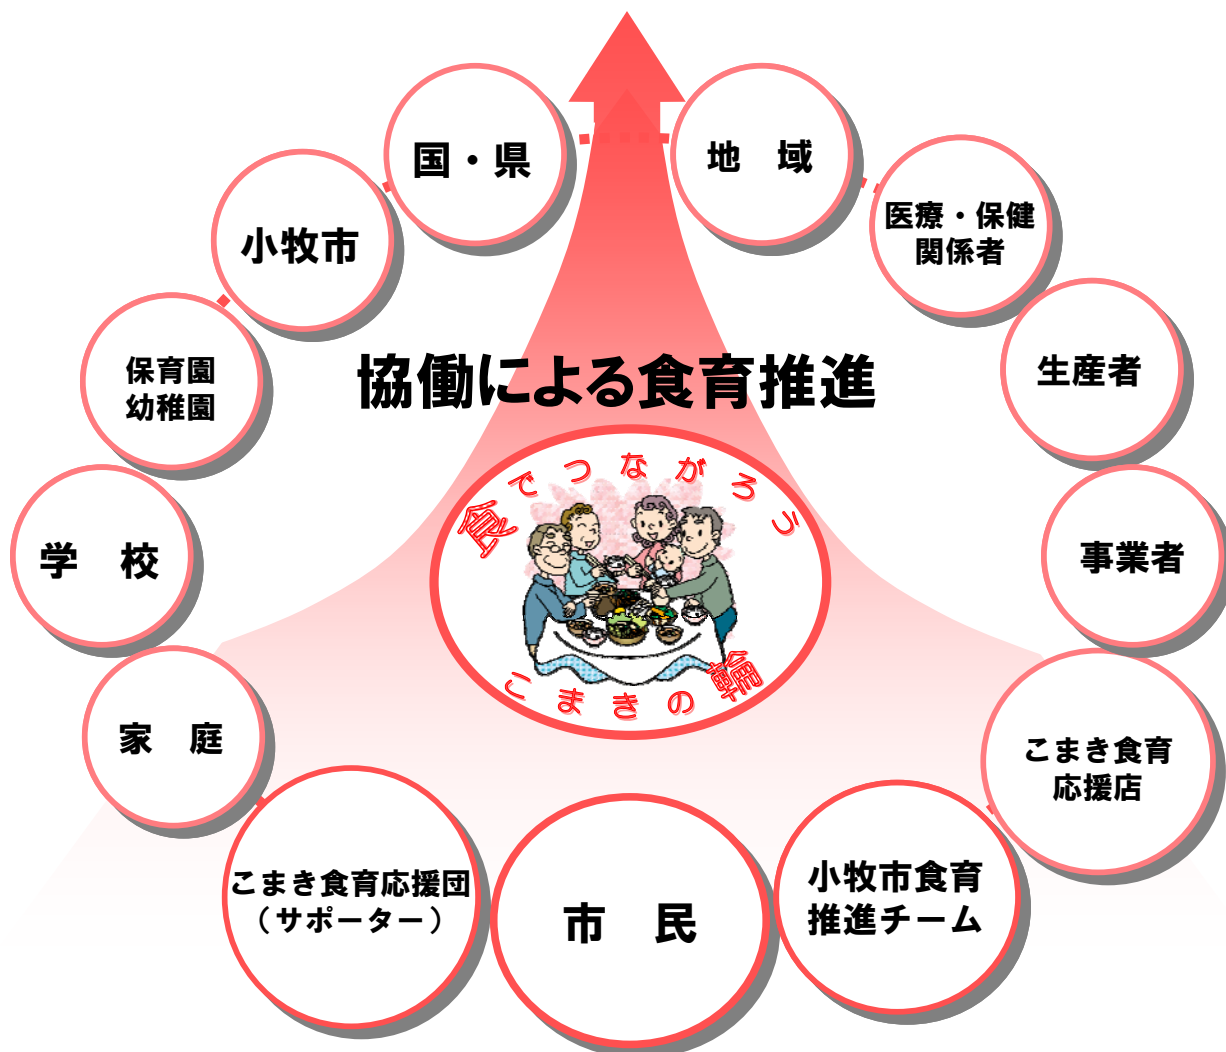 国・県
地　域
小牧市
医療・保健
関係者
保育園
幼稚園
生産者
協働による食育推進
食でつながろう
こまきの輪
学　校
事業者
家　庭
こまき食育
応援店
こまき食育応援団
（サポーター）
市　民
小牧市食育
推進チーム